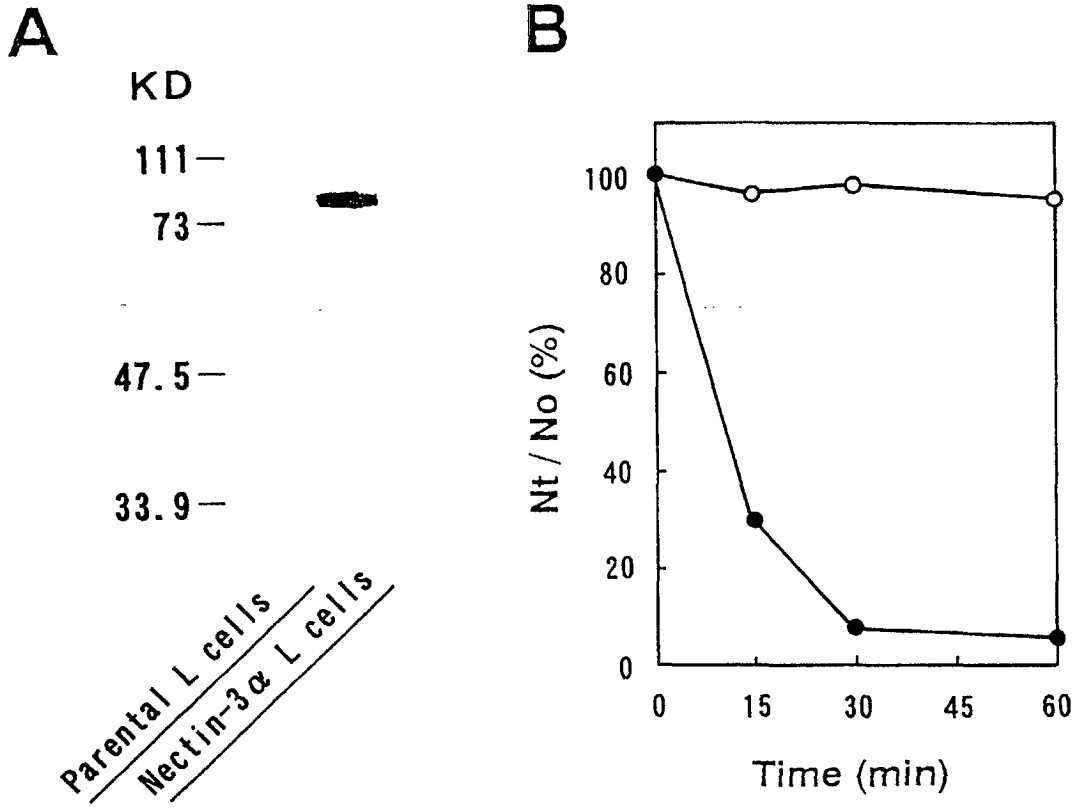 A
KD
111
73
47.5
33.9
Parental L cells
Nectin-3α L cells
B
100
80
60
40
20
0
Nt / No (%)
0 15 30 45 60
Time (min)